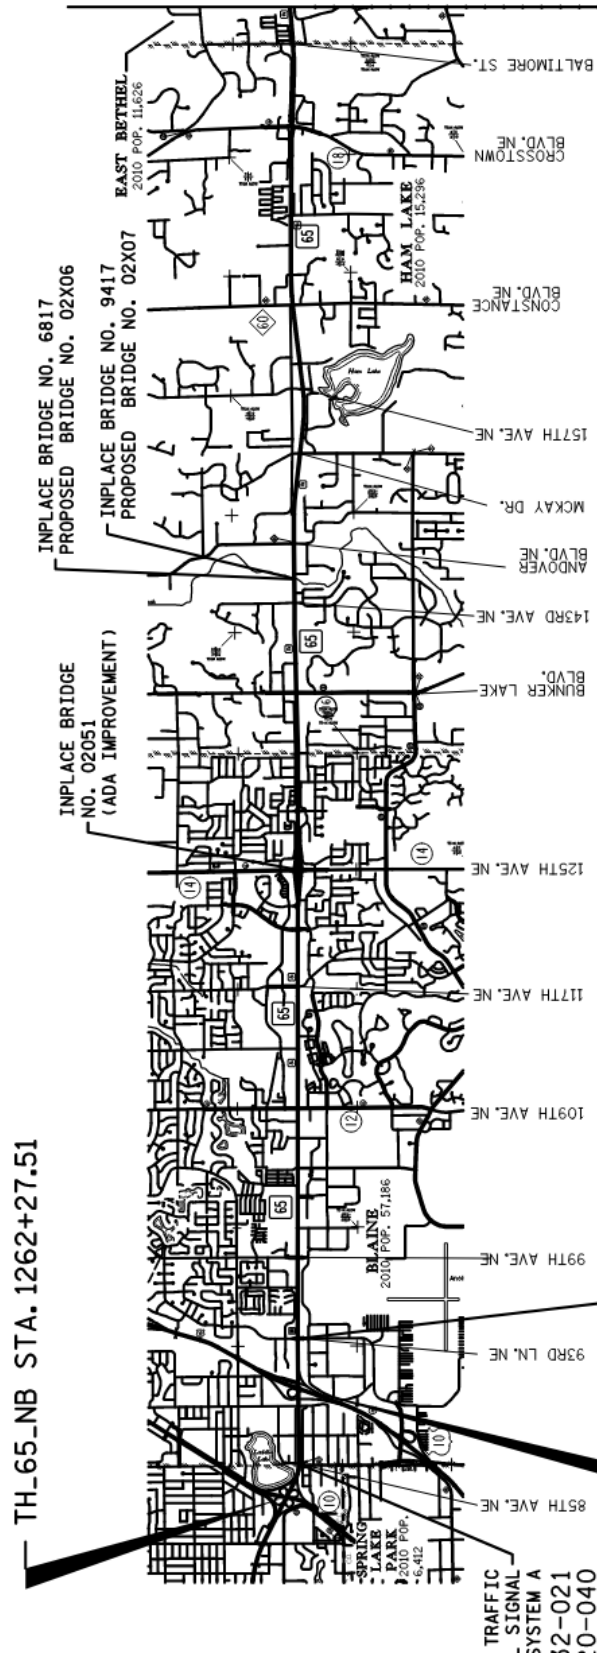 EAST BETHEL
2010 POP. 11,626
BALTIMORE ST.
CROSSTOWN
BLVD. NE
18
65
HAM LAKE
2010 POP. 15,296
CONSTANCE
BLVD. NE
60
INPLACE BRIDGE NO. 6817
PROPOSED BRIDGE NO. 02X06
INPLACE BRIDGE NO. 9417
PROPOSED BRIDGE NO. 02X07
Ham Lake
157TH AVE. NE
MCKAY DR.
ANDOVER
BLVD. NE
143RD AVE. NE
65
BUNKER LAKE
BLVD.
INPLACE BRIDGE
NO. 02051
(ADA IMPROVEMENT)
14
14
125TH AVE. NE
117TH AVE. NE
65
12
109TH AVE. NE
TH_65_NB STA. 1262+27.51
65
BLAINE
2010 POP. 57,186
99TH AVE. NE
93RD LN. NE
10
85TH AVE. NE
10
SPRING
LAKE
PARK
2010 POP.
6,412
TRAFFIC
SIGNAL
SYSTEM A